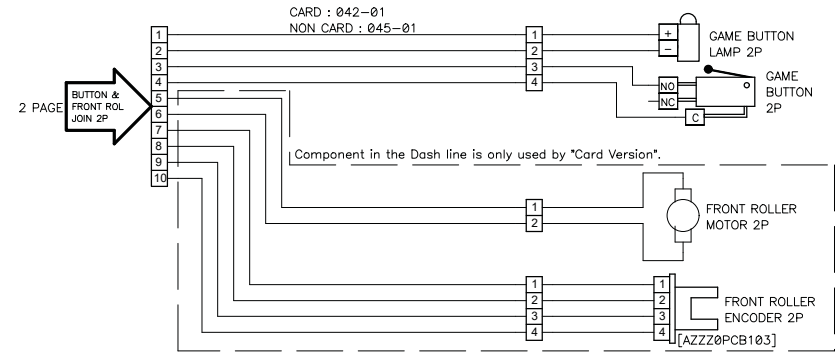 CARD : 042-01
NON CARD : 045-01
2 PAGE
BUTTON &
FRONT ROL
JOIN 2P
1
2
3
4
5
6
7
8
9
10
1
2
3
4
+
−
GAME BUTTON
LAMP 2P
NO
NC
C
GAME
BUTTON
2P
Component in the Dash line is only used by "Card Version".
1
2
FRONT ROLLER
MOTOR 2P
1
2
3
4
1
2
3
4
FRONT ROLLER
ENCODER 2P
[AZZZ0PCB103]